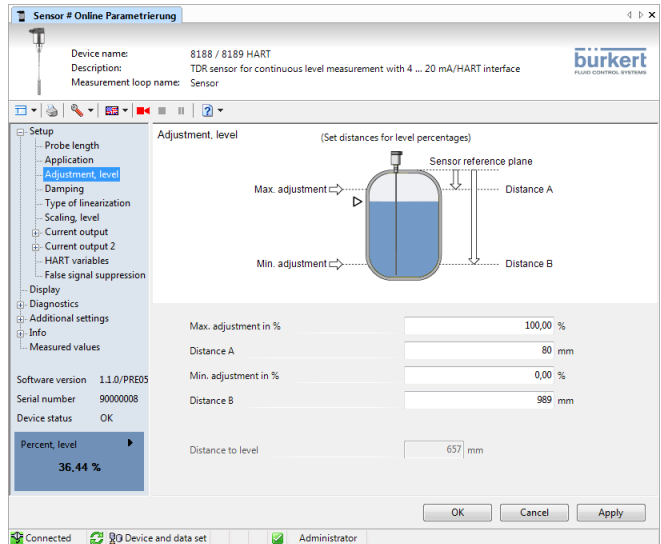 Sensor # Online Parametrierung
Device name: 8188 / 8189 HART
Description: TDR sensor for continuous level measurement with 4 ... 20 mA/HART interface
Measurement loop name: Sensor
bürkert
FLUID CONTROL SYSTEMS
Setup
Probe length
Application
Adjustment, level
Damping
Type of linearization
Scaling, level
Current output
Current output 2
HART variables
False signal suppression
Display
Diagnostics
Additional settings
Info
Measured values
Software version 1.1.0/PRE05
Serial number 90000008
Device status OK
Percent, level
36,44 %
Adjustment, level
(Set distances for level percentages)
Sensor reference plane
Max. adjustment
Distance A
Min. adjustment
Distance B
Max. adjustment in % 100,00 %
Distance A 80 mm
Min. adjustment in % 0,00 %
Distance B 989 mm
Distance to level 657 mm
OK Cancel Apply
Connected Device and data set Administrator